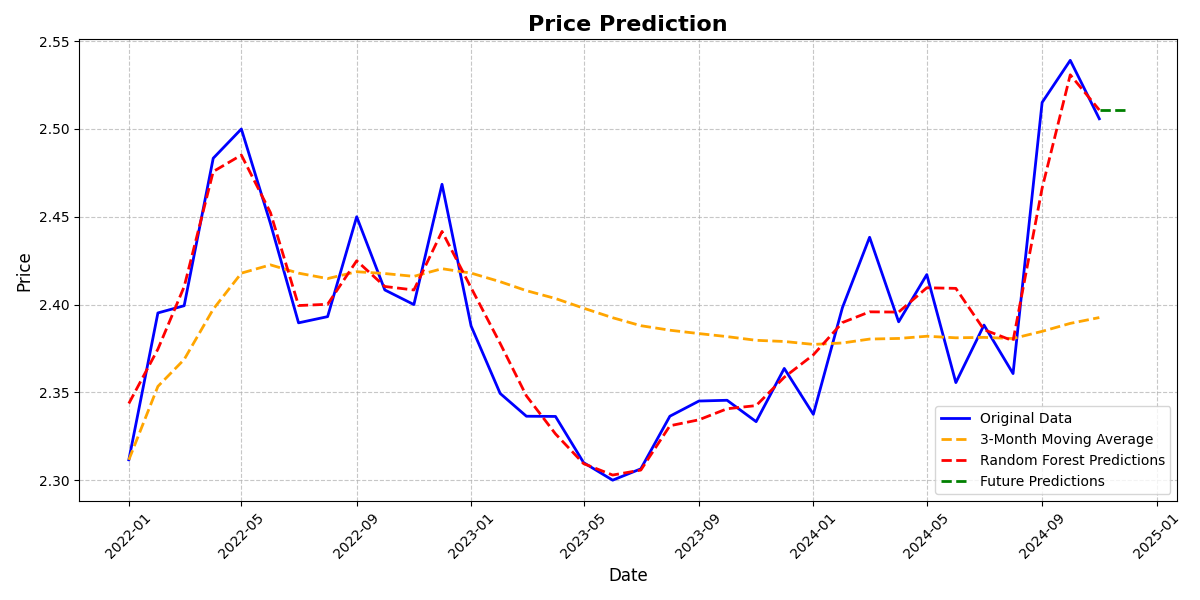 Price Prediction
Price
2.55
2.50
2.45
2.40
2.35
2.30
2022-01
2022-05
2022-09
2023-01
2023-05
2023-09
2024-01
2024-05
2024-09
2025-01
Date
Original Data
3-Month Moving Average
Random Forest Predictions
Future Predictions